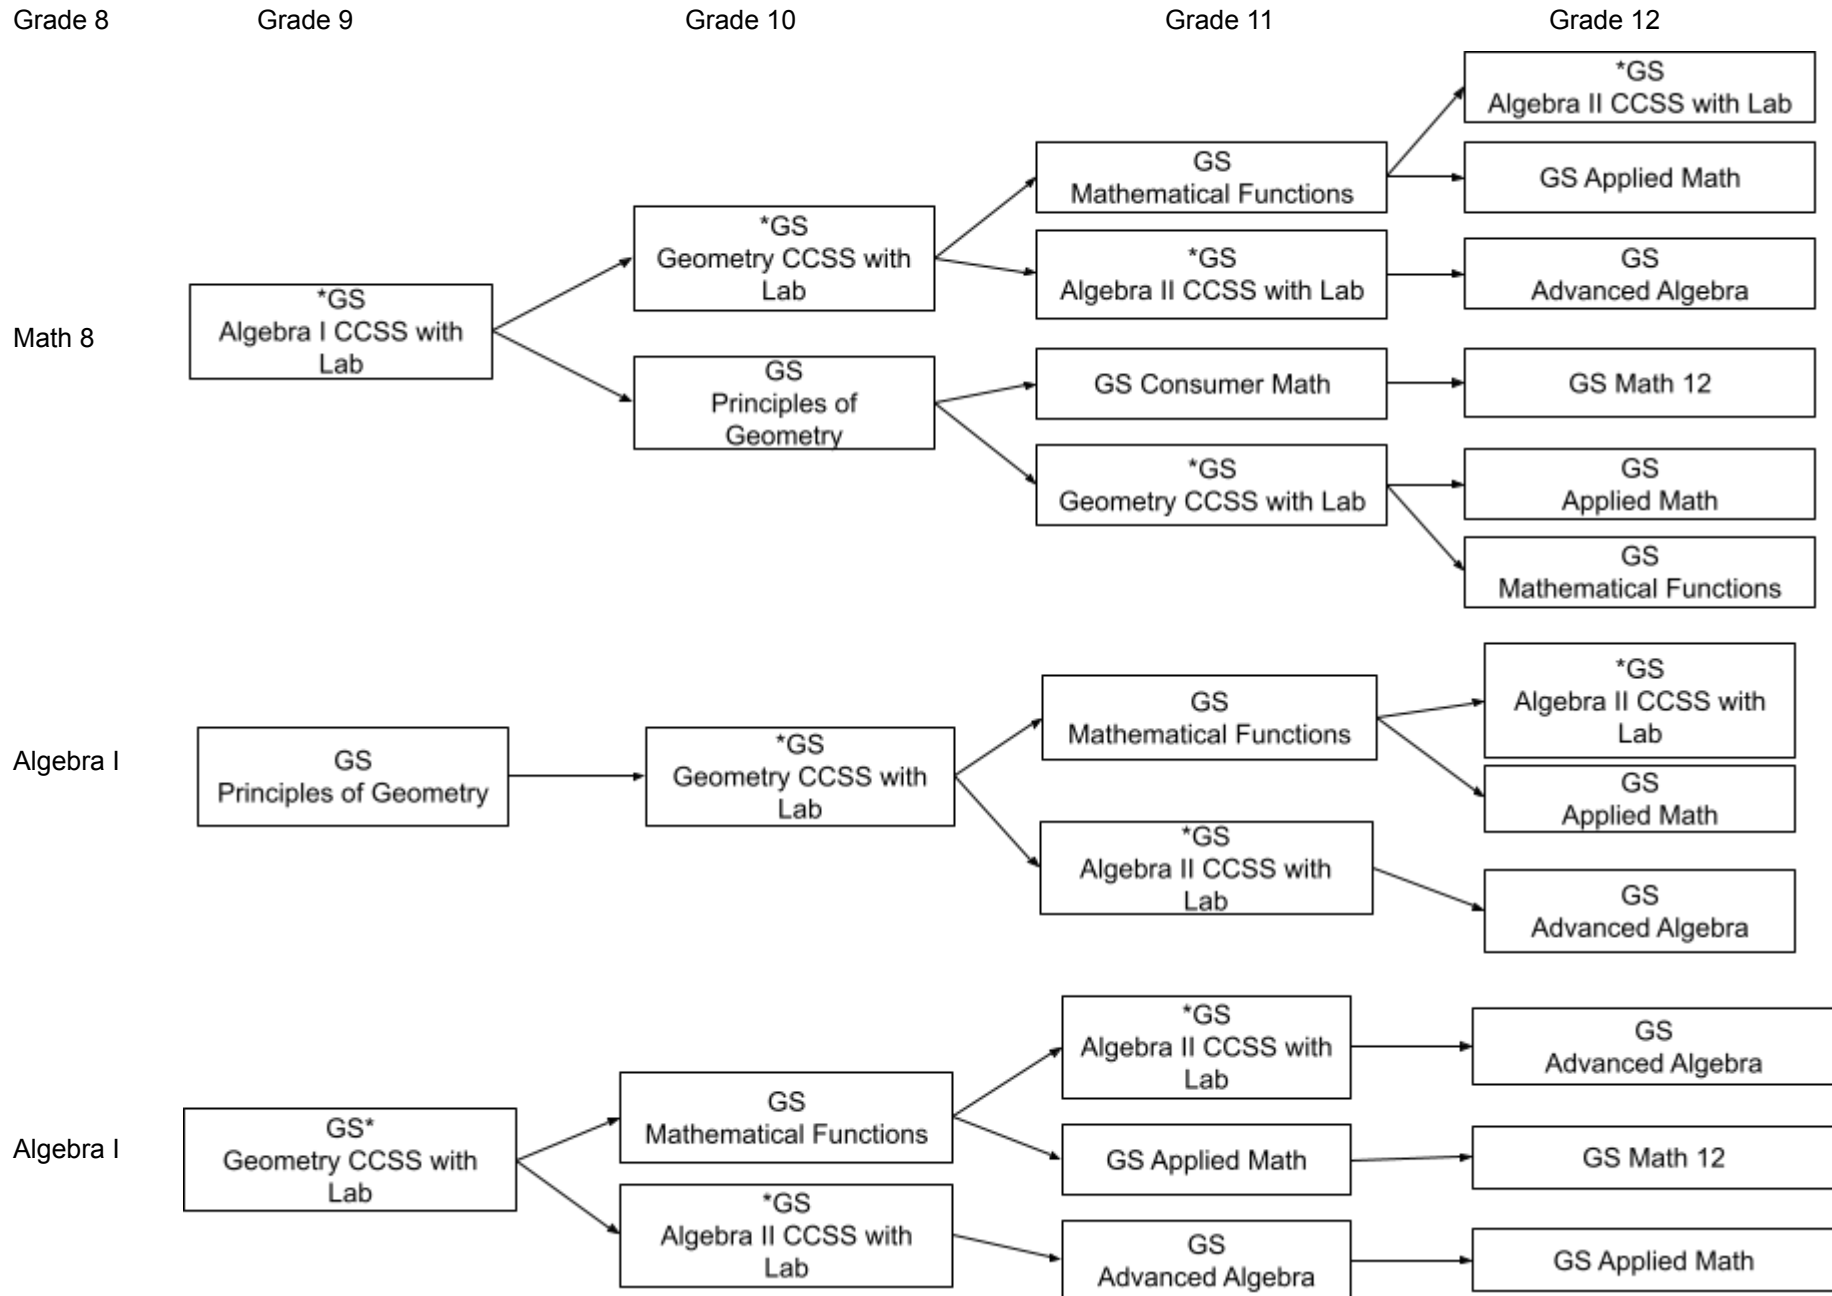 Grade 8
Grade 9
Grade 10
Grade 11
Grade 12
Math 8
*GS
Algebra I CCSS with
Lab
*GS
Geometry CCSS with
Lab
GS
Principles of
Geometry
GS
Mathematical Functions
*GS
Algebra II CCSS with Lab
GS Consumer Math
*GS
Geometry CCSS with Lab
*GS
Algebra II CCSS with Lab
GS Applied Math
GS
Advanced Algebra
GS Math 12
GS
Applied Math
GS
Mathematical Functions
Algebra I
GS
Principles of Geometry
*GS
Geometry CCSS with
Lab
GS
Mathematical Functions
*GS
Algebra II CCSS with
Lab
*GS
Algebra II CCSS with
Lab
GS
Applied Math
GS
Advanced Algebra
Algebra I
GS*
Geometry CCSS with
Lab
GS
Mathematical Functions
*GS
Algebra II CCSS with
Lab
*GS
Algebra II CCSS with
Lab
GS Applied Math
GS
Advanced Algebra
GS
Advanced Algebra
GS Math 12
GS Applied Math